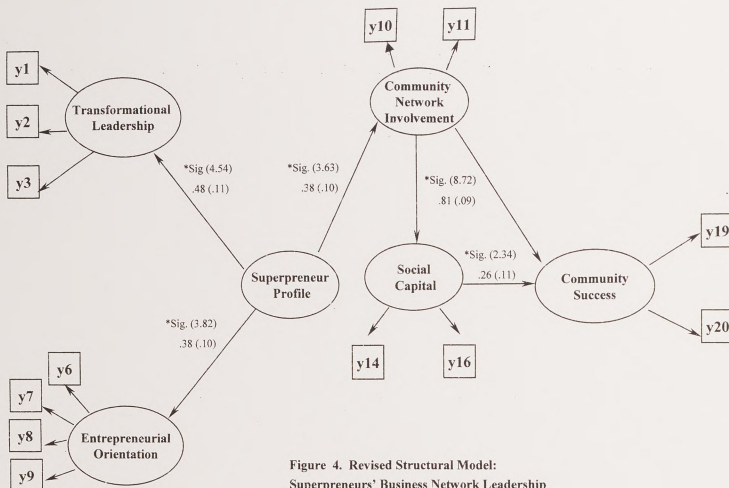 y10
y11
y1
y2
y3
Transformational
Leadership
Community
Network
Involvement
*Sig (4.54)
.48 (.11)
*Sig. (3.63)
.38 (.10)
*Sig. (8.72)
.81 (.09)
y19
Superpreneur
Profile
Social
Capital
*Sig. (2.34)
.26 (.11)
Community
Success
*Sig. (3.82)
.38 (.10)
y20
y14
y16
y6
y7
y8
y9
Entrepreneurial
Orientation
Figure 4. Revised Structural Model:
Superpreneurs' Business Network Leadership